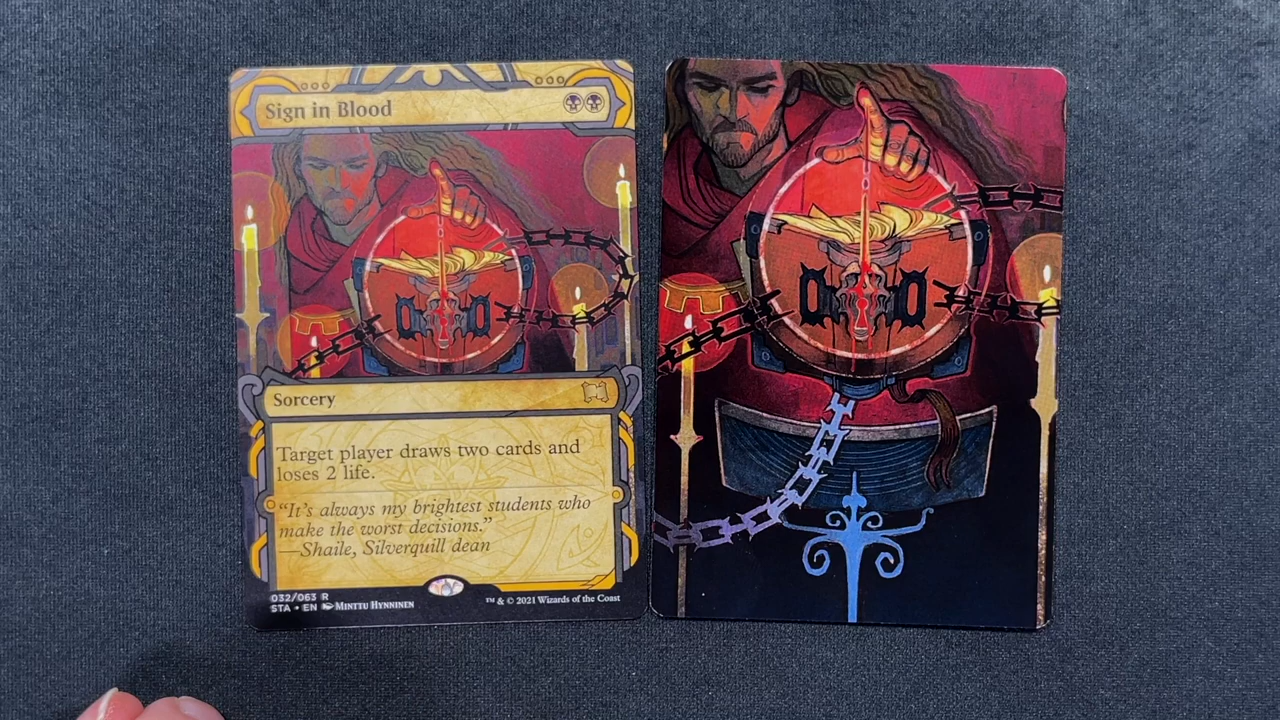 Sign in Blood
Sorcery
Target player draws two cards and
loses 2 life.
“It’s always my brightest students who
make the worst decisions.”
—Shaile, Silverquill dean
032/063 R
STA • EN Minttu Hynninen
™ & © 2021 Wizards of the Coast